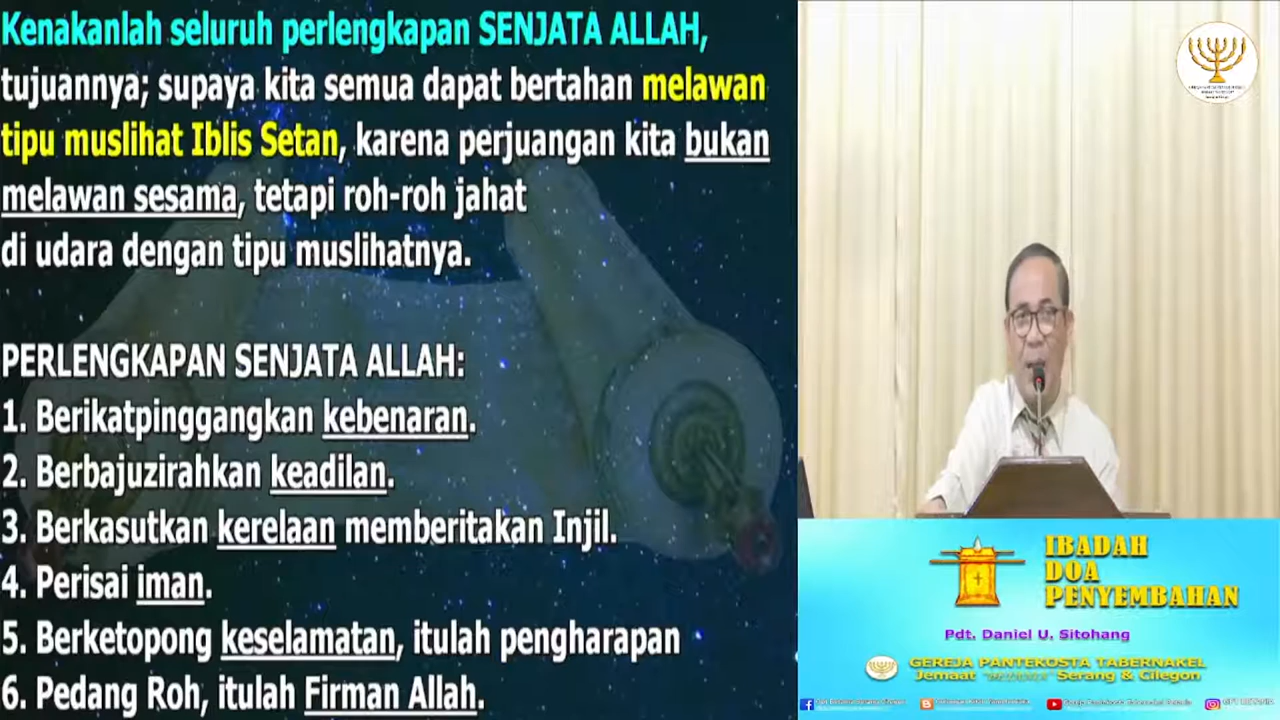 Kenakanlah seluruh perlengkapan SENJATA ALLAH,
tujuannya; supaya kita semua dapat bertahan melawan
tipu muslihat Iblis Setan, karena perjuangan kita bukan
melawan sesama, tetapi roh-roh jahat
di udara dengan tipu muslihatnya.
PERLENGKAPAN SENJATA ALLAH:
1. Berikatpinggangkan kebenaran.
2. Berbajuzirahkan keadilan.
3. Berkasutkan kerelaan memberitakan Injil.
4. Perisai iman.
5. Berketopong keselamatan, itulah pengharapan
6. Pedang Roh, itulah Firman Allah.
IBADAH
DOA
PENYEMBAHAN
Pdt. Daniel U. Sitohang
GEREJA PANTEKOSTA TABERNAKEL
Jemaat Serang & Cilegon